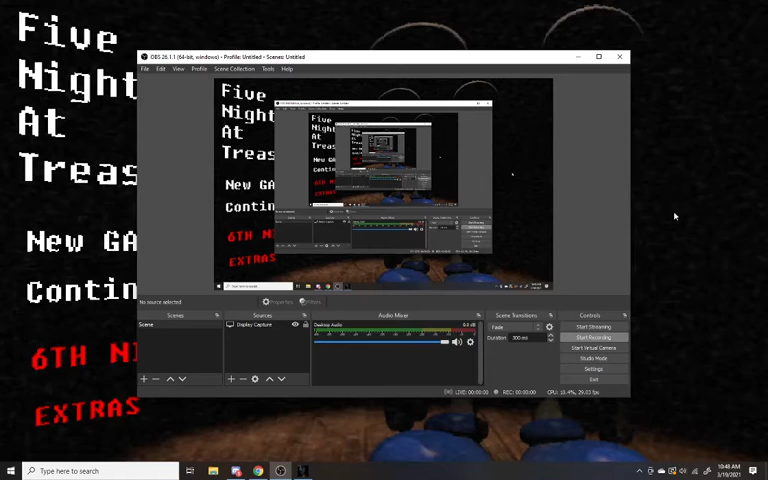 Five
Night
At
Treas
New GA
Contin
6TH NI
EXTRAS
OBS 26.1.1 (64-bit, windows) - Profile: Untitled - Scenes: Untitled
File Edit View Profile Scene Collection Tools Help
Five
Night
At
Treas
New GA
Contin
6TH NI
EXTRAS
No source selected
Properties Filters
Scenes Sources Audio Mixer Scene Transitions Controls
Scene
Display Capture
Desktop Audio 0.0 dB
Fade
Duration 300 ms
Start Streaming
Start Recording
Start Virtual Camera
Studio Mode
Settings
Exit
LIVE: 00:00:00 REC: 00:00:00 CPU: 13.4%, 29.03 fps
Type here to search
10:48 AM
3/19/2021